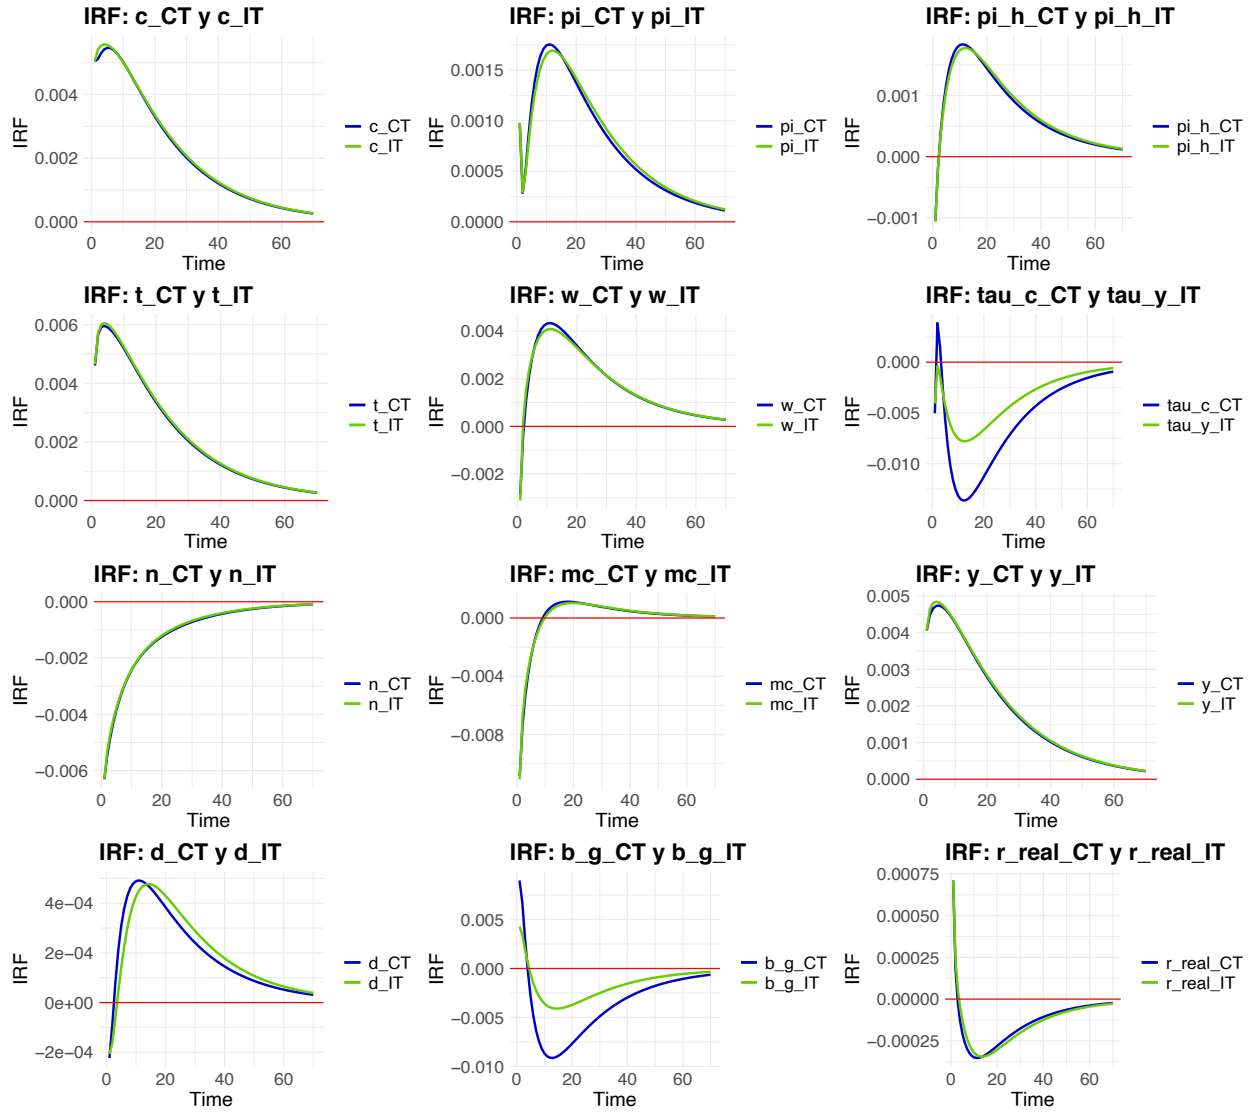 IRF: c_CT y c_IT
IRF
0.004
0.002
0.000
0 20 40 60
Time
c_CT
c_IT
IRF: pi_CT y pi_IT
IRF
0.0015
0.0010
0.0005
0.0000
0 20 40 60
Time
pi_CT
pi_IT
IRF: pi_h_CT y pi_h_IT
IRF
0.001
0.000
−0.001
0 20 40 60
Time
pi_h_CT
pi_h_IT
IRF: t_CT y t_IT
IRF
0.006
0.004
0.002
0.000
0 20 40 60
Time
t_CT
t_IT
IRF: w_CT y w_IT
IRF
0.004
0.002
0.000
−0.002
0 20 40 60
Time
w_CT
w_IT
IRF: tau_c_CT y tau_y_IT
IRF
0.000
−0.005
−0.010
0 20 40 60
Time
tau_c_CT
tau_y_IT
IRF: n_CT y n_IT
IRF
0.000
−0.002
−0.004
−0.006
0 20 40 60
Time
n_CT
n_IT
IRF: mc_CT y mc_IT
IRF
0.000
−0.004
−0.008
0 20 40 60
Time
mc_CT
mc_IT
IRF: y_CT y y_IT
IRF
0.005
0.004
0.003
0.002
0.001
0.000
0 20 40 60
Time
y_CT
y_IT
IRF: d_CT y d_IT
IRF
4e−04
2e−04
0e+00
−2e−04
0 20 40 60
Time
d_CT
d_IT
IRF: b_g_CT y b_g_IT
IRF
0.005
0.000
−0.005
−0.010
0 20 40 60
Time
b_g_CT
b_g_IT
IRF: r_real_CT y r_real_IT
IRF
0.00075
0.00050
0.00025
0.00000
−0.00025
0 20 40 60
Time
r_real_CT
r_real_IT